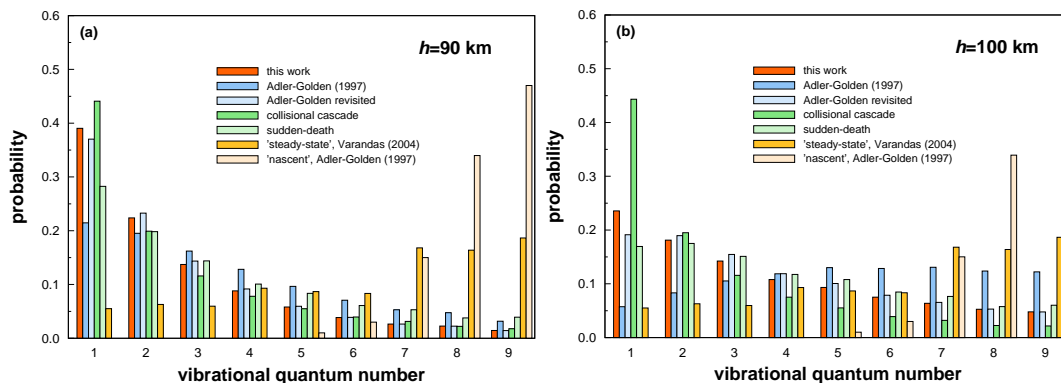 (a)
h=90 km
this work
Adler-Golden (1997)
Adler-Golden revisited
collisional cascade
sudden-death
'steady-state', Varandas (2004)
'nascent', Adler-Golden (1997)
probability
0.6
0.5
0.4
0.3
0.2
0.1
0.0
1 2 3 4 5 6 7 8 9
vibrational quantum number
(b)
h=100 km
this work
Adler-Golden (1997)
Adler-Golden revisited
collisional cascade
sudden-death
'steady-state', Varandas (2004)
'nascent', Adler-Golden (1997)
probability
0.6
0.5
0.4
0.3
0.2
0.1
0.0
1 2 3 4 5 6 7 8 9
vibrational quantum number